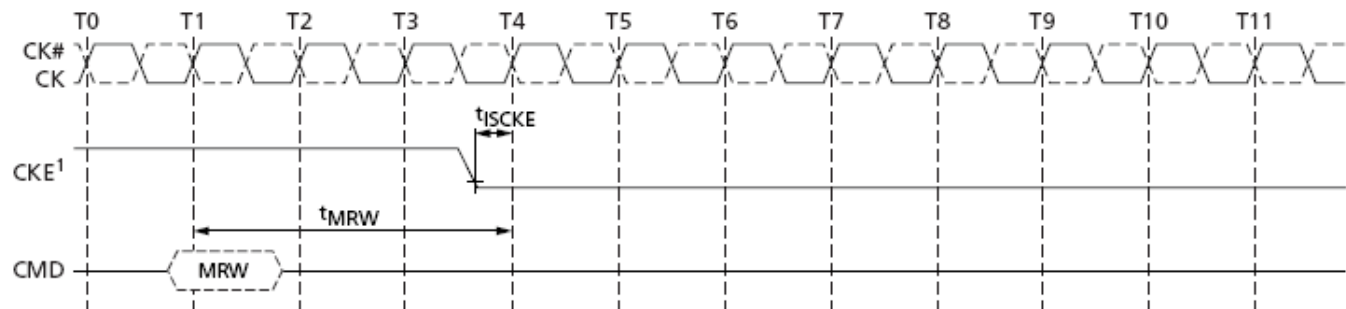 T0 T1 T2 T3 T4 T5 T6 T7 T8 T9 T10 T11
CK#
CK
tISCKE
CKE1
tMRW
CMD MRW